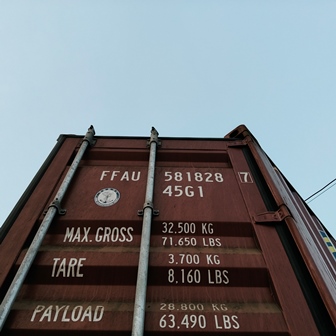 FFAU 581828 7
45G1
MAX. GROSS 32.500 KG
71.650 LBS
TARE 3.700 KG
8.160 LBS
PAYLOAD 28.800 KG
63.490 LBS